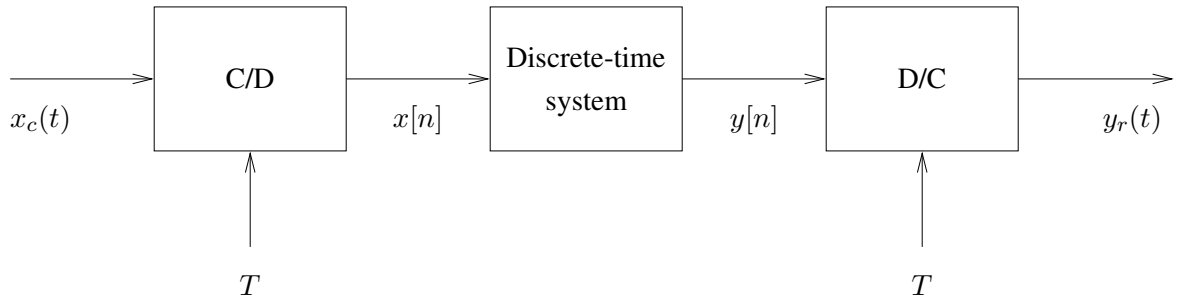 C/D
Discrete-time
system
D/C
x_c(t)
x[n]
y[n]
y_r(t)
T
T